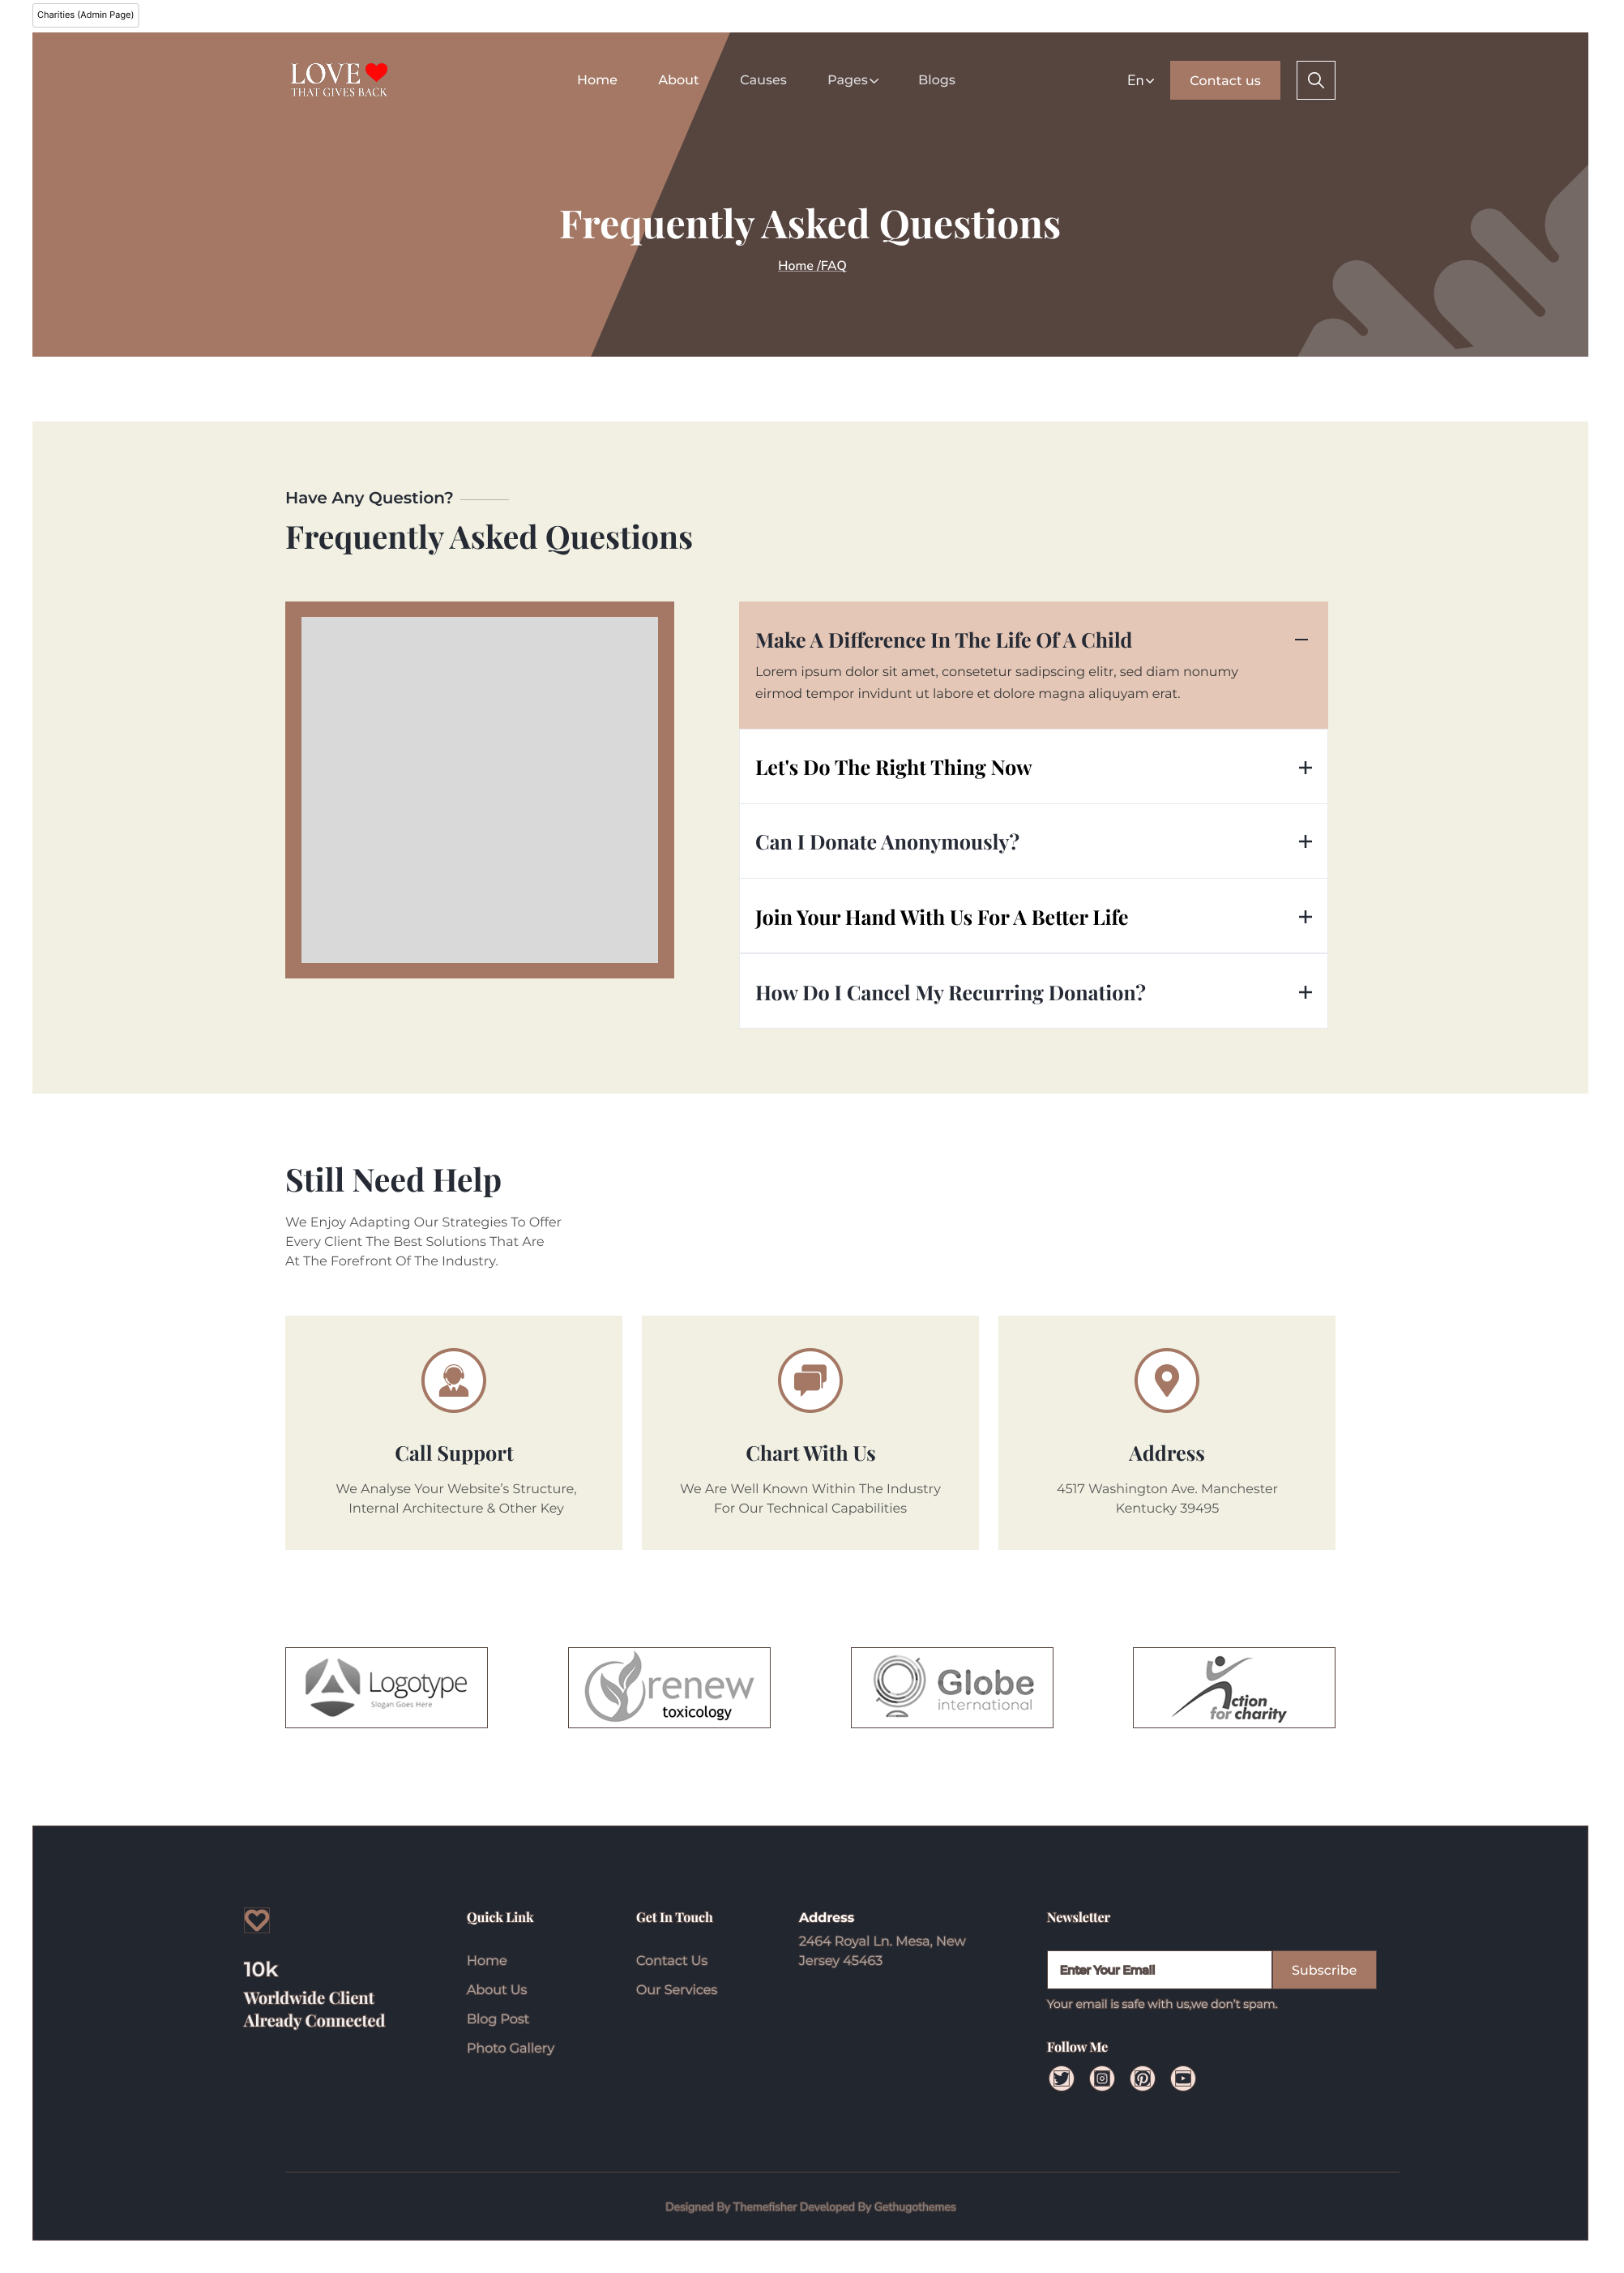 Charities (Admin Page)
LOVE
THAT GIVES BACK
Home
About
Causes
Pages
Blogs
En
Contact us
Frequently Asked Questions
Home /FAQ
Have Any Question?
Frequently Asked Questions
Make A Difference In The Life Of A Child
Lorem ipsum dolor sit amet, consetetur sadipscing elitr, sed diam nonumy
eirmod tempor invidunt ut labore et dolore magna aliquyam erat.
Let's Do The Right Thing Now
Can I Donate Anonymously?
Join Your Hand With Us For A Better Life
How Do I Cancel My Recurring Donation?
Still Need Help
We Enjoy Adapting Our Strategies To Offer
Every Client The Best Solutions That Are
At The Forefront Of The Industry.
Call Support
We Analyse Your Website’s Structure,
Internal Architecture & Other Key
Chart With Us
We Are Well Known Within The Industry
For Our Technical Capabilities
Address
4517 Washington Ave. Manchester
Kentucky 39495
Logotype
Slogan Goes Here
renew
toxicology
Globe
international
ction
for charity
10k
Worldwide Client
Already Connected
Quick Link
Home
About Us
Blog Post
Photo Gallery
Get In Touch
Contact Us
Our Services
Address
2464 Royal Ln. Mesa, New
Jersey 45463
Newsletter
Enter Your Email
Subscribe
Your email is safe with us,we don’t spam.
Follow Me
Designed By Themefisher Developed By Gethugothemes